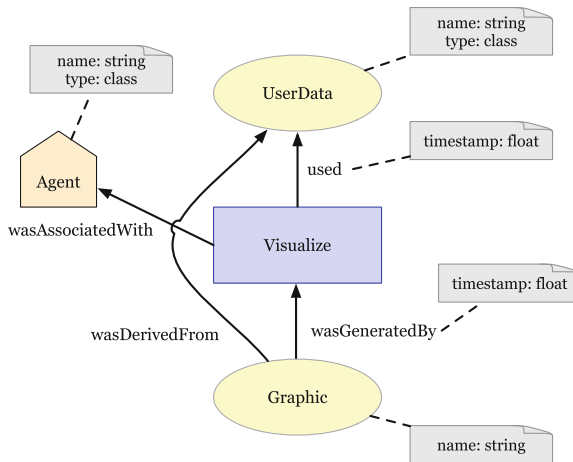 name: string
type: class
name: string
type: class
UserData
timestamp: float
used
Agent
wasAssociatedWith
Visualize
timestamp: float
wasDerivedFrom
wasGeneratedBy
Graphic
name: string